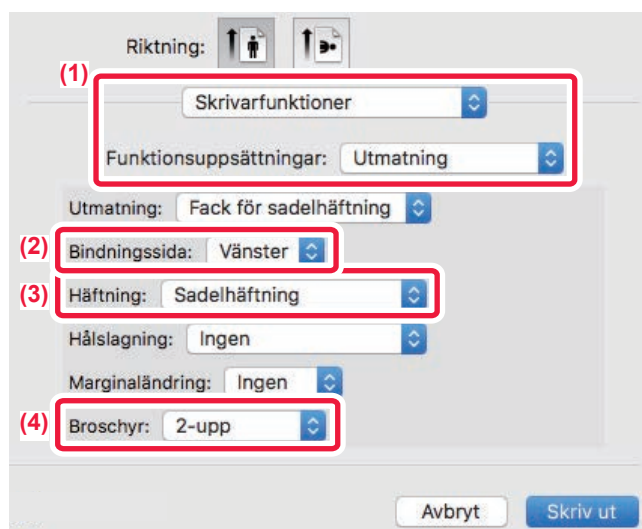 Riktning:
(1)
Skrivarfunktioner
Funktionsuppsättningar: Utmatning
Utmatning: Fack för sadelhäftning
(2) Bindningssida: Vänster
(3) Häftning: Sadelhäftning
Hålslagning: Ingen
Marginaländring: Ingen
(4) Broschyr: 2-upp
Avbryt Skriv ut